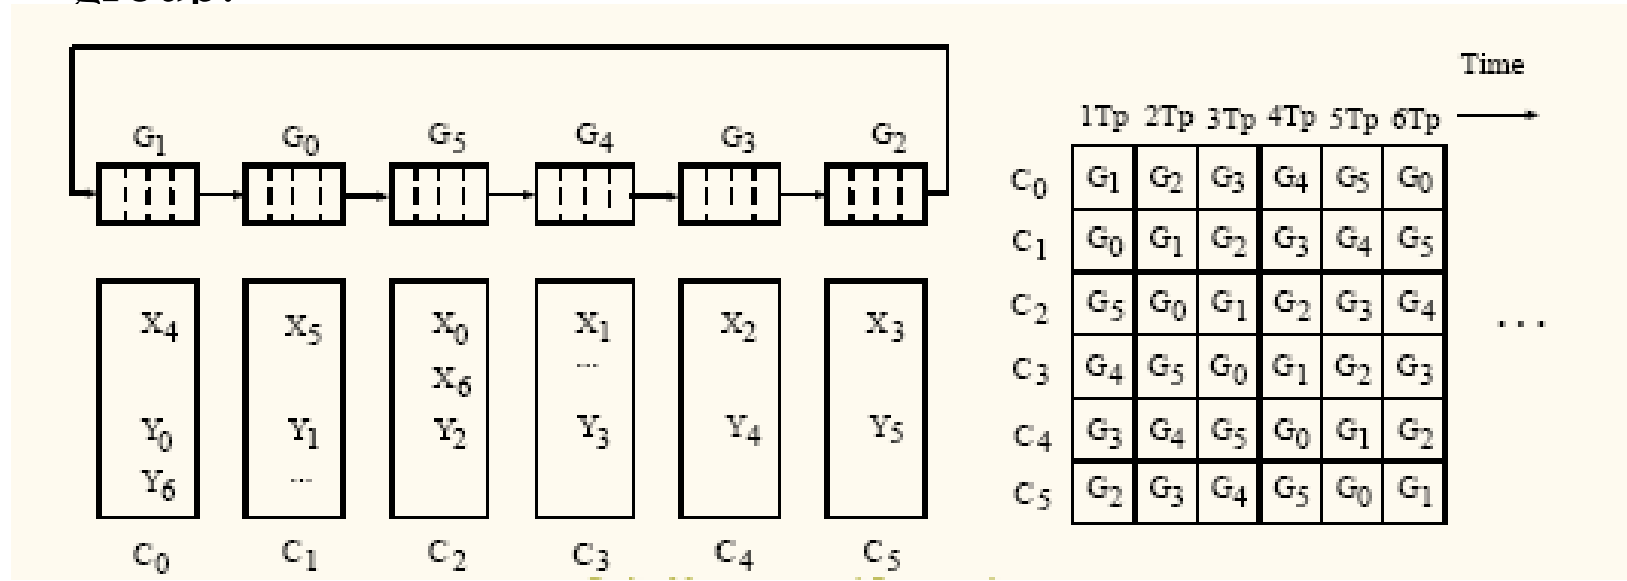 Time
G1 G0 G5 G4 G3 G2
1Tp 2Tp 3Tp 4Tp 5Tp 6Tp
C0 G1 G2 G3 G4 G5 G0
C1 G0 G1 G2 G3 G4 G5
C2 G5 G0 G1 G2 G3 G4
...
C3 G4 G5 G0 G1 G2 G3
C4 G3 G4 G5 G0 G1 G2
C5 G2 G3 G4 G5 G0 G1
X4 X5 X0 X1 X2 X3
X6 ...
Y0 Y1 Y2 Y3 Y4 Y5
Y6 ...
C0 C1 C2 C3 C4 C5